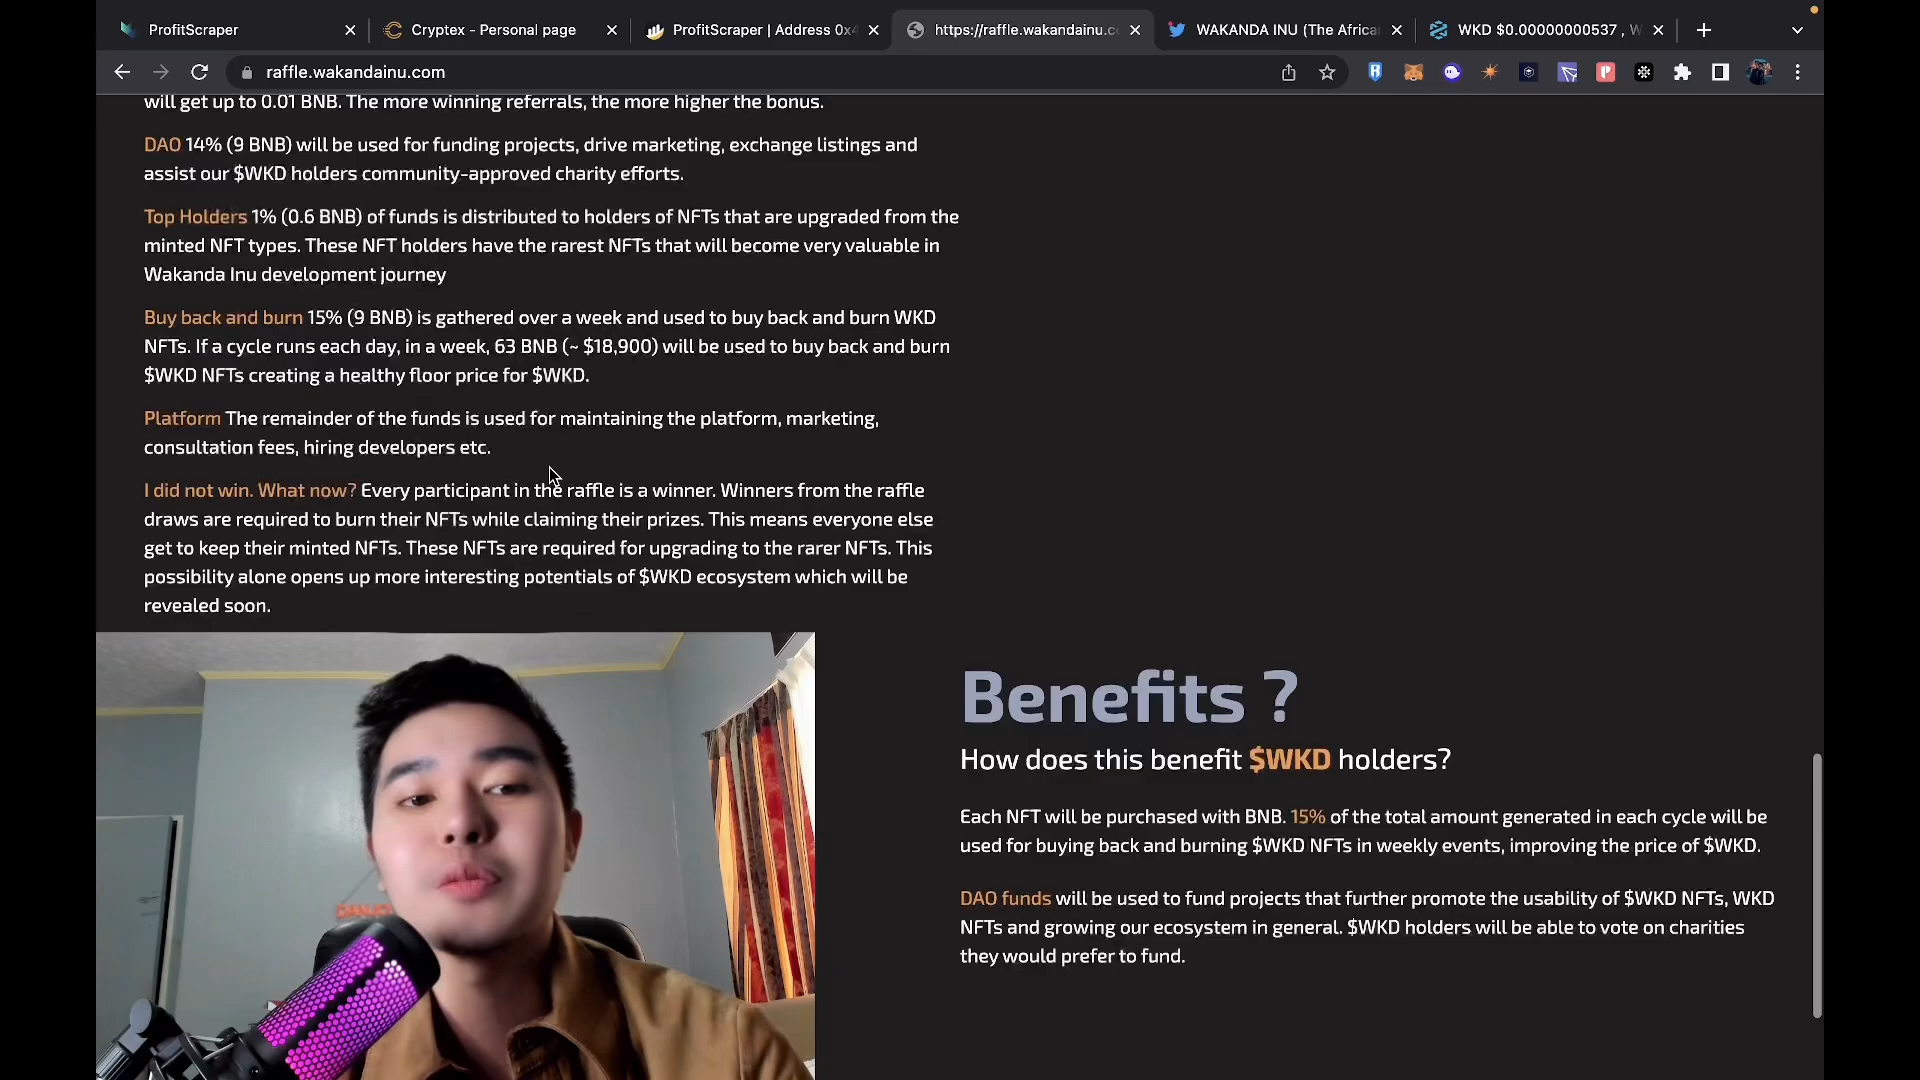 ProfitScraper
Cryptex - Personal page
ProfitScraper | Address 0x4
https://raffle.wakandainu.c
WAKANDA INU (The Africa
WKD $0.00000000537 , W
raffle.wakandainu.com
will get up to 0.01 BNB. The more winning referrals, the more higher the bonus.
DAO 14% (9 BNB) will be used for funding projects, drive marketing, exchange listings and
assist our $WKD holders community-approved charity efforts.
Top Holders 1% (0.6 BNB) of funds is distributed to holders of NFTs that are upgraded from the
minted NFT types. These NFT holders have the rarest NFTs that will become very valuable in
Wakanda Inu development journey
Buy back and burn 15% (9 BNB) is gathered over a week and used to buy back and burn WKD
NFTs. If a cycle runs each day, in a week, 63 BNB (~ $18,900) will be used to buy back and burn
$WKD NFTs creating a healthy floor price for $WKD.
Platform The remainder of the funds is used for maintaining the platform, marketing,
consultation fees, hiring developers etc.
I did not win. What now? Every participant in the raffle is a winner. Winners from the raffle
draws are required to burn their NFTs while claiming their prizes. This means everyone else
get to keep their minted NFTs. These NFTs are required for upgrading to the rarer NFTs. This
possibility alone opens up more interesting potentials of $WKD ecosystem which will be
revealed soon.
Benefits ?
How does this benefit $WKD holders?
Each NFT will be purchased with BNB. 15% of the total amount generated in each cycle will be
used for buying back and burning $WKD NFTs in weekly events, improving the price of $WKD.
DAO funds will be used to fund projects that further promote the usability of $WKD NFTs, WKD
NFTs and growing our ecosystem in general. $WKD holders will be able to vote on charities
they would prefer to fund.